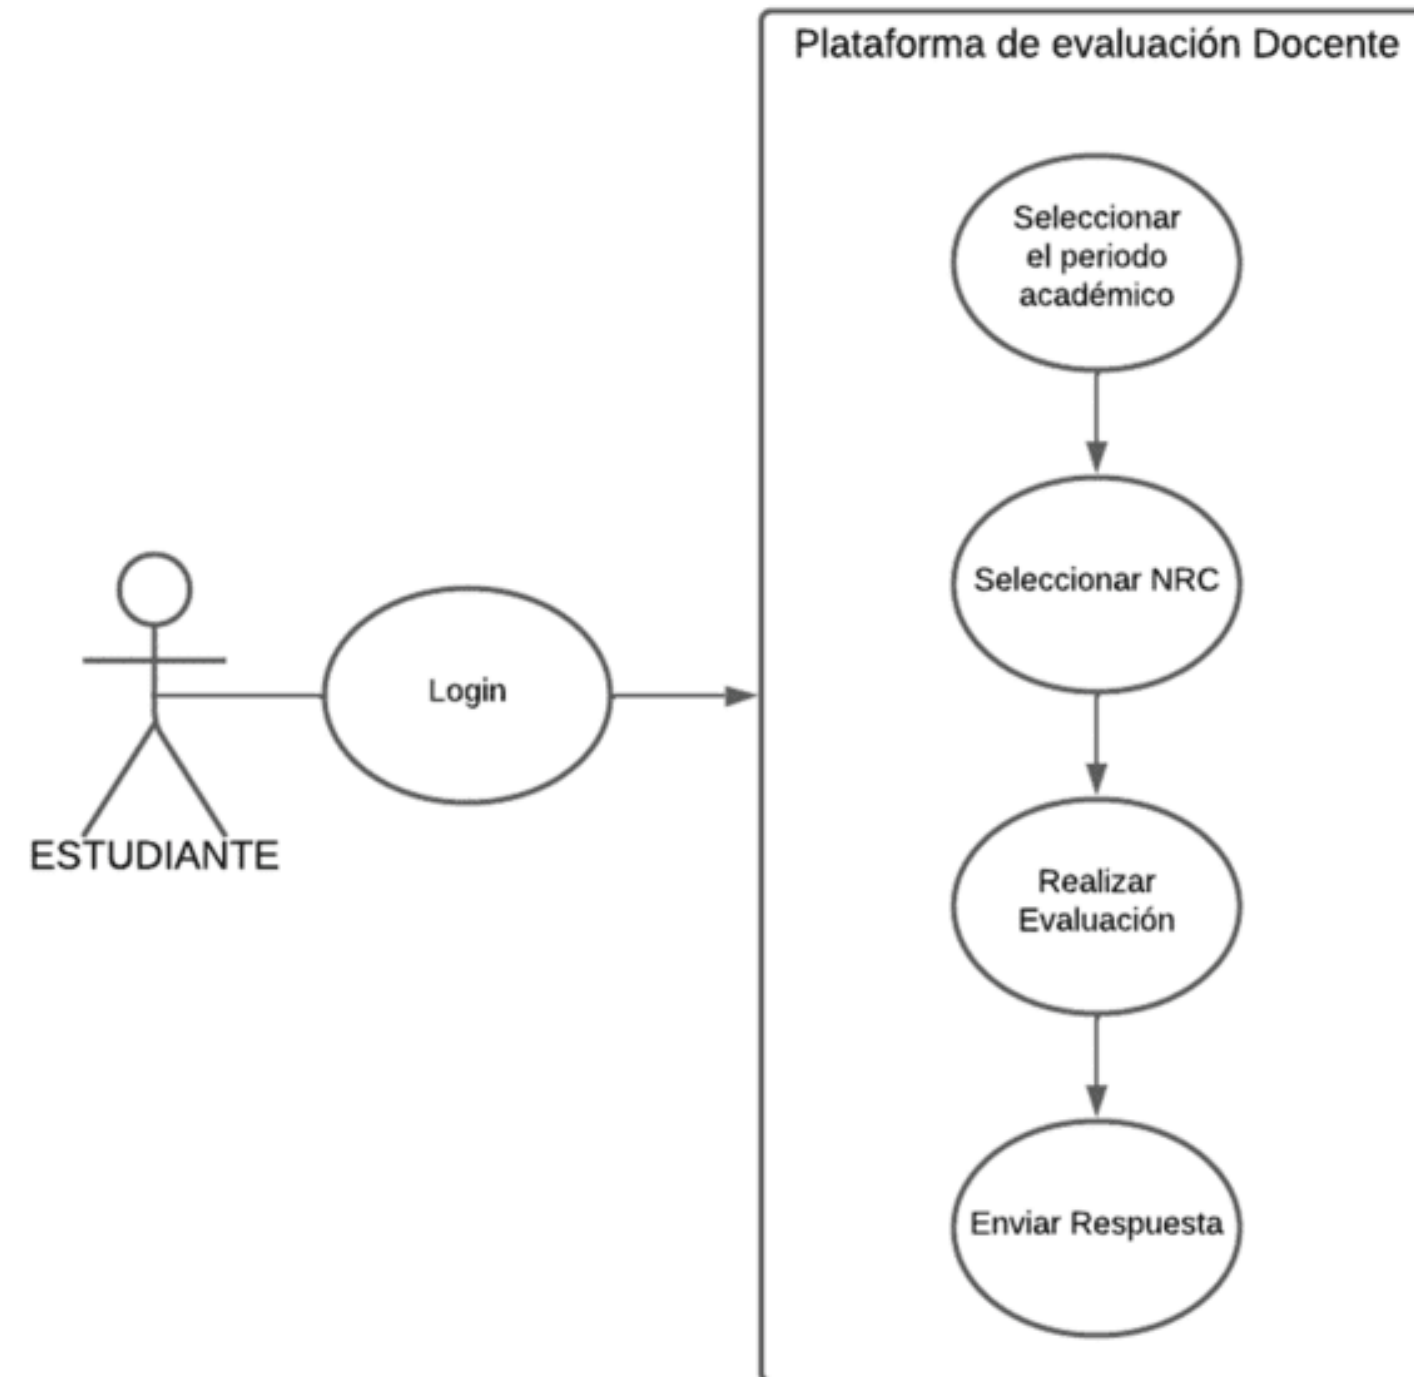 Plataforma de evaluación Docente
Seleccionar
el periodo
académico
Seleccionar NRC
Login
ESTUDIANTE
Realizar
Evaluación
Enviar Respuesta